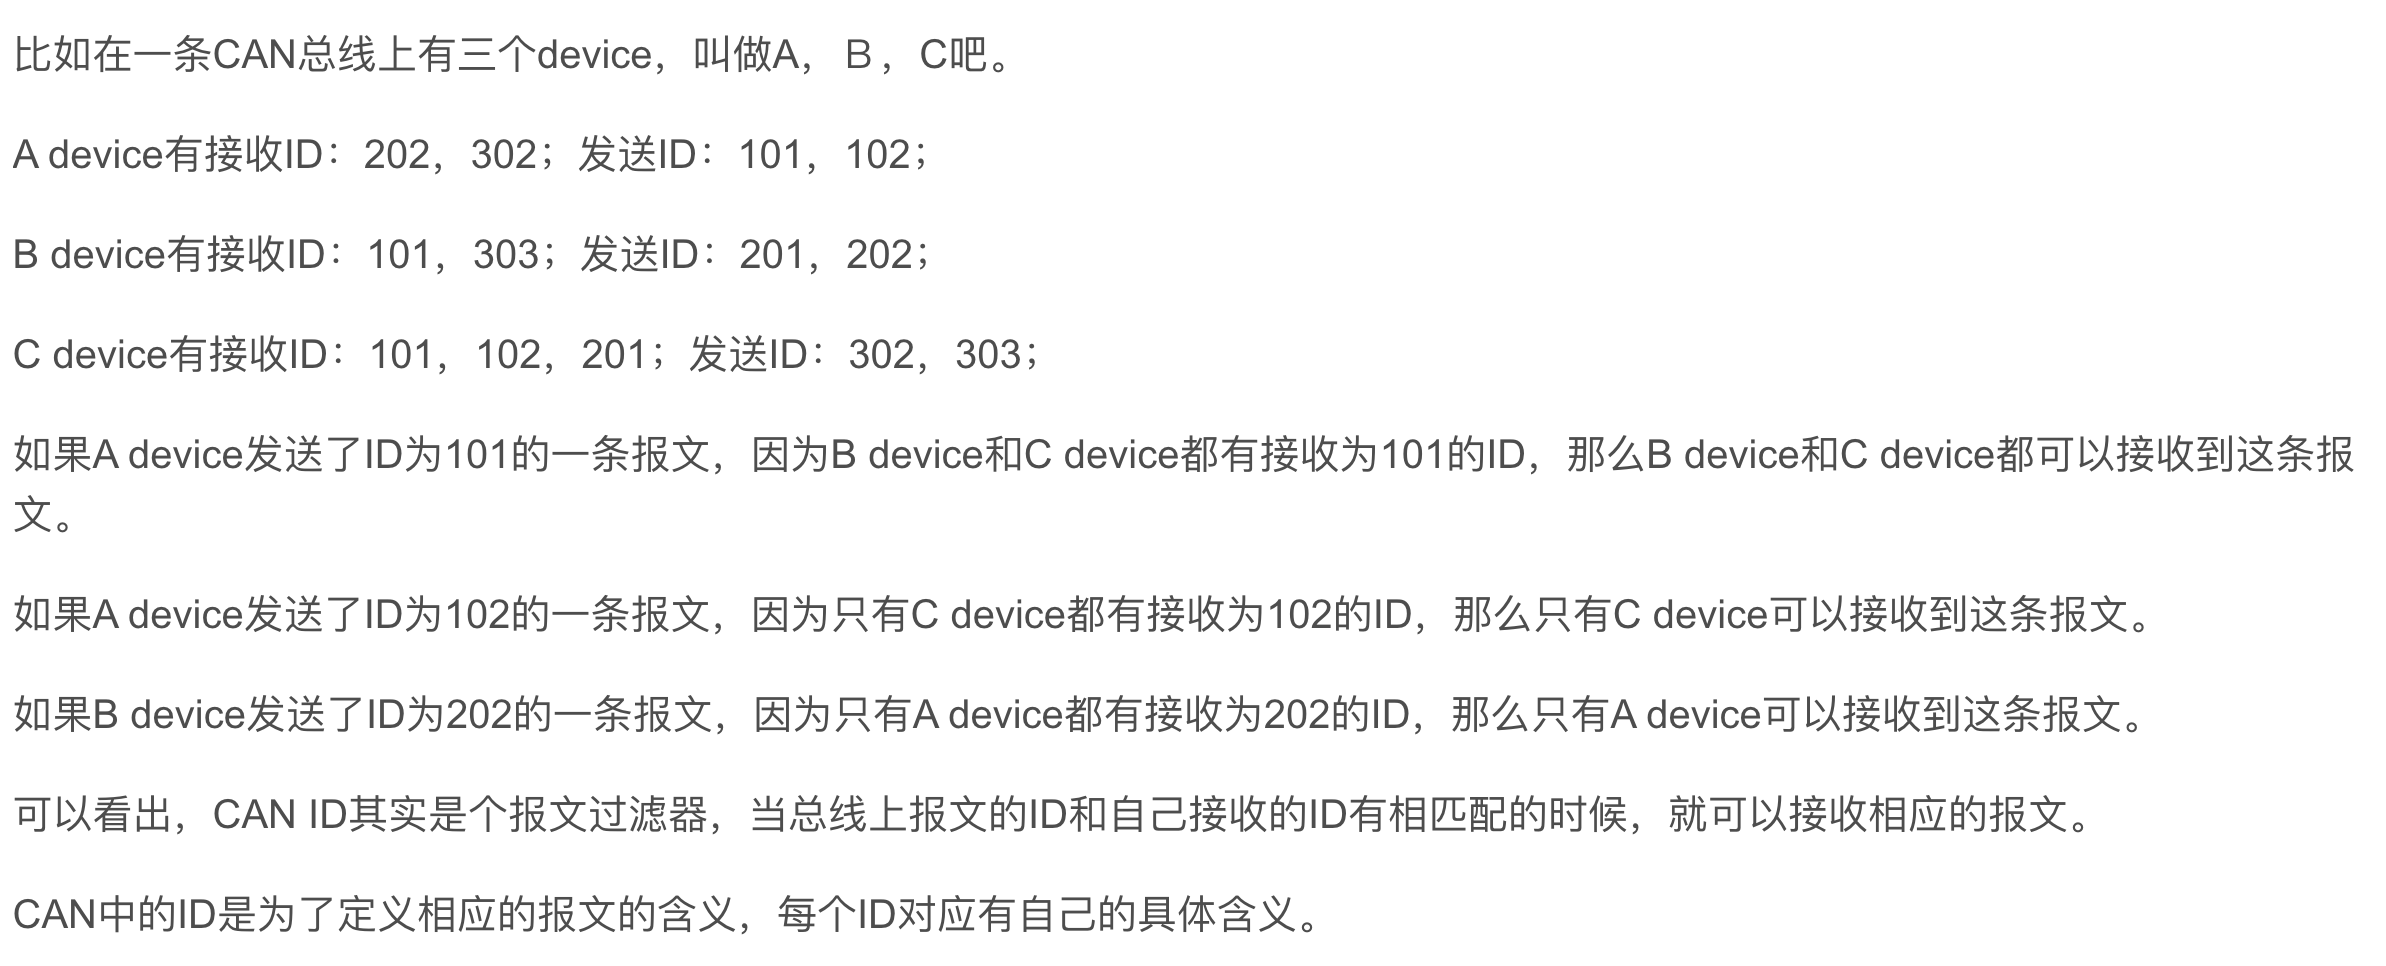 比如在一条CAN总线上有三个device，叫做A，B，C吧。
A device有接收ID：202，302；发送ID：101，102；
B device有接收ID：101，303；发送ID：201，202；
C device有接收ID：101，102，201；发送ID：302，303；
如果A device发送了ID为101的一条报文，因为B device和C device都有接收为101的ID，那么B device和C device都可以接收到这条报
文。
如果A device发送了ID为102的一条报文，因为只有C device都有接收为102的ID，那么只有C device可以接收到这条报文。
如果B device发送了ID为202的一条报文，因为只有A device都有接收为202的ID，那么只有A device可以接收到这条报文。
可以看出，CAN ID其实是个报文过滤器，当总线上报文的ID和自己接收的ID有相匹配的时候，就可以接收相应的报文。
CAN中的ID是为了定义相应的报文的含义，每个ID对应有自己的具体含义。